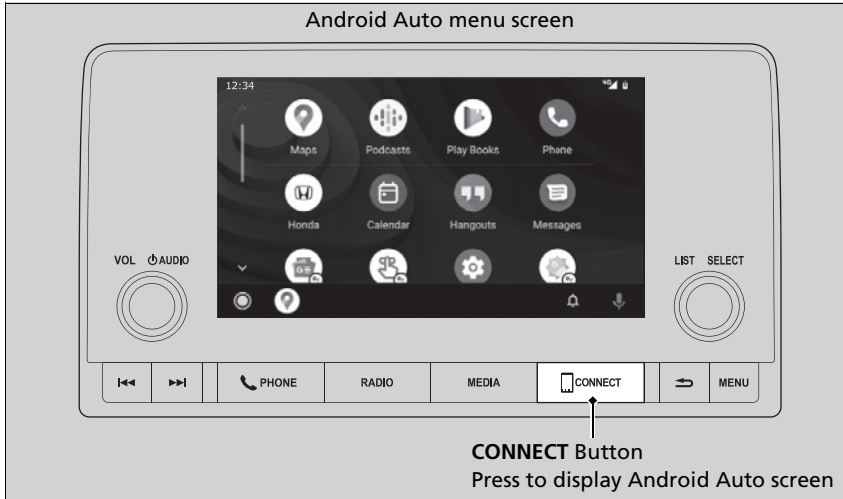 Android Auto menu screen
12:34
4G
Maps Podcasts Play Books Phone
Honda Calendar Hangouts Messages
VOL AUDIO
LIST SELECT
PHONE RADIO MEDIA CONNECT MENU
CONNECT Button
Press to display Android Auto screen